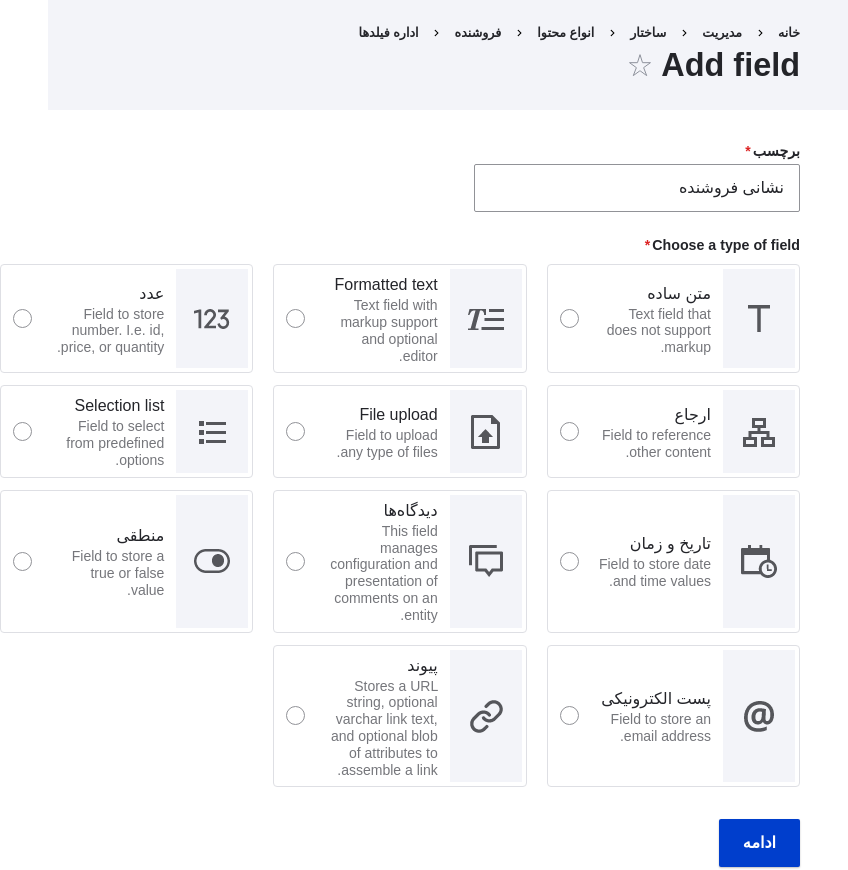 خانه › مدیریت › ساختار › انواع محتوا › فروشنده › اداره فیلدها
Add field ☆
برچسب*
نشانی فروشنده
Choose a type of field*
متن ساده
Text field that
does not support
.markup
Formatted text
Text field with
markup support
and optional
.editor
عدد
Field to store
number. I.e. id,
.price, or quantity
ارجاع
Field to reference
.other content
File upload
Field to upload
.any type of files
Selection list
Field to select
from predefined
.options
تاریخ و زمان
Field to store date
.and time values
دیدگاه‌ها
This field
manages
configuration and
presentation of
comments on an
.entity
منطقی
Field to store a
true or false
.value
پست الکترونیکی
Field to store an
.email address
پیوند
Stores a URL
string, optional
varchar link text,
and optional blob
of attributes to
.assemble a link
ادامه